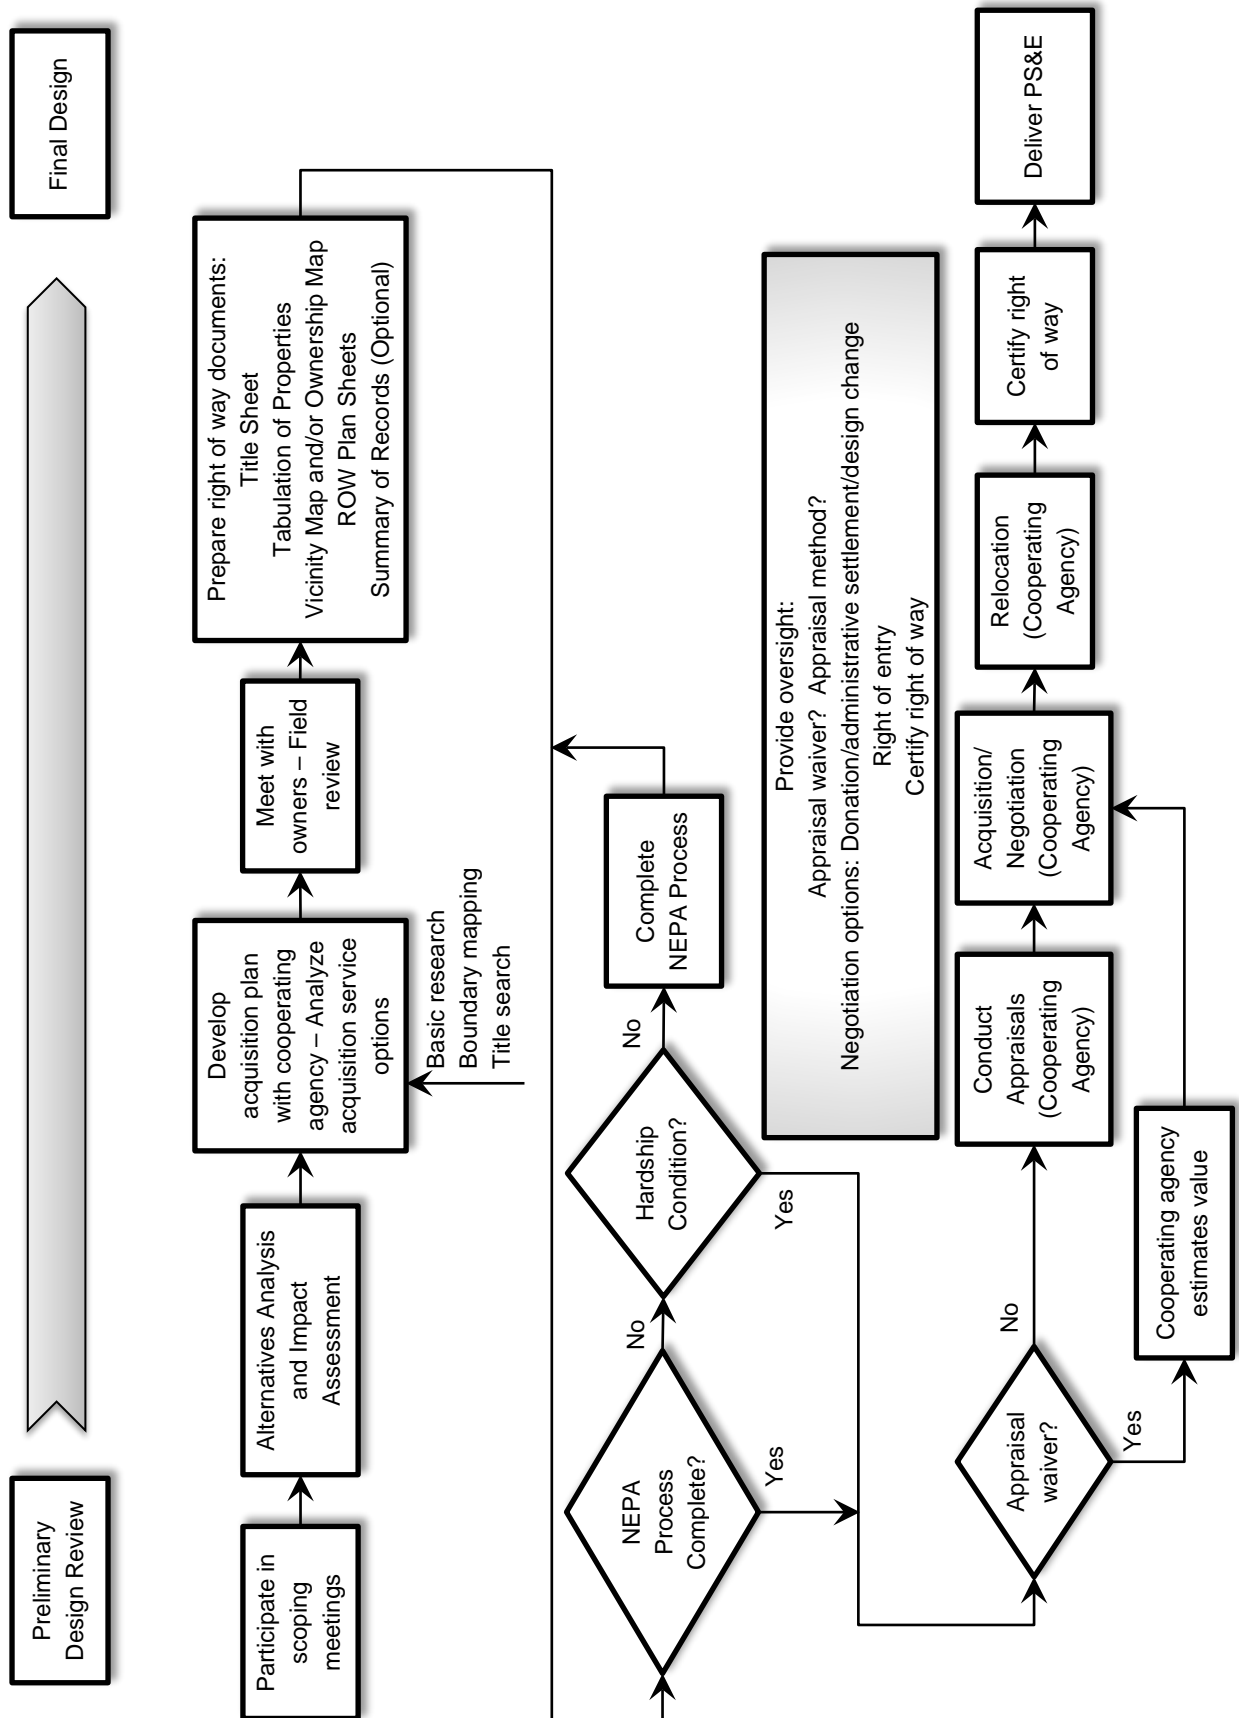 Preliminary
Design Review
Final Design
Participate in
scoping
meetings
Alternatives Analysis
and Impact
Assessment
Develop
acquisition plan
with cooperating
agency – Analyze
acquisition service
options
Basic research
Boundary mapping
Title search
Meet with
owners – Field
review
Prepare right of way documents:
Title Sheet
Tabulation of Properties
Vicinity Map and/or Ownership Map
ROW Plan Sheets
Summary of Records (Optional)
NEPA
Process
Complete?
No
Yes
Hardship
Condition?
No
Yes
Complete
NEPA Process
Provide oversight:
Appraisal waiver? Appraisal method?
Negotiation options: Donation/administrative settlement/design change
Right of entry
Certify right of way
Appraisal
waiver?
No
Yes
Conduct
Appraisals
(Cooperating
Agency)
Cooperating agency
estimates value
Acquisition/
Negotiation
(Cooperating
Agency)
Relocation
(Cooperating
Agency)
Certify right
of way
Deliver PS&E